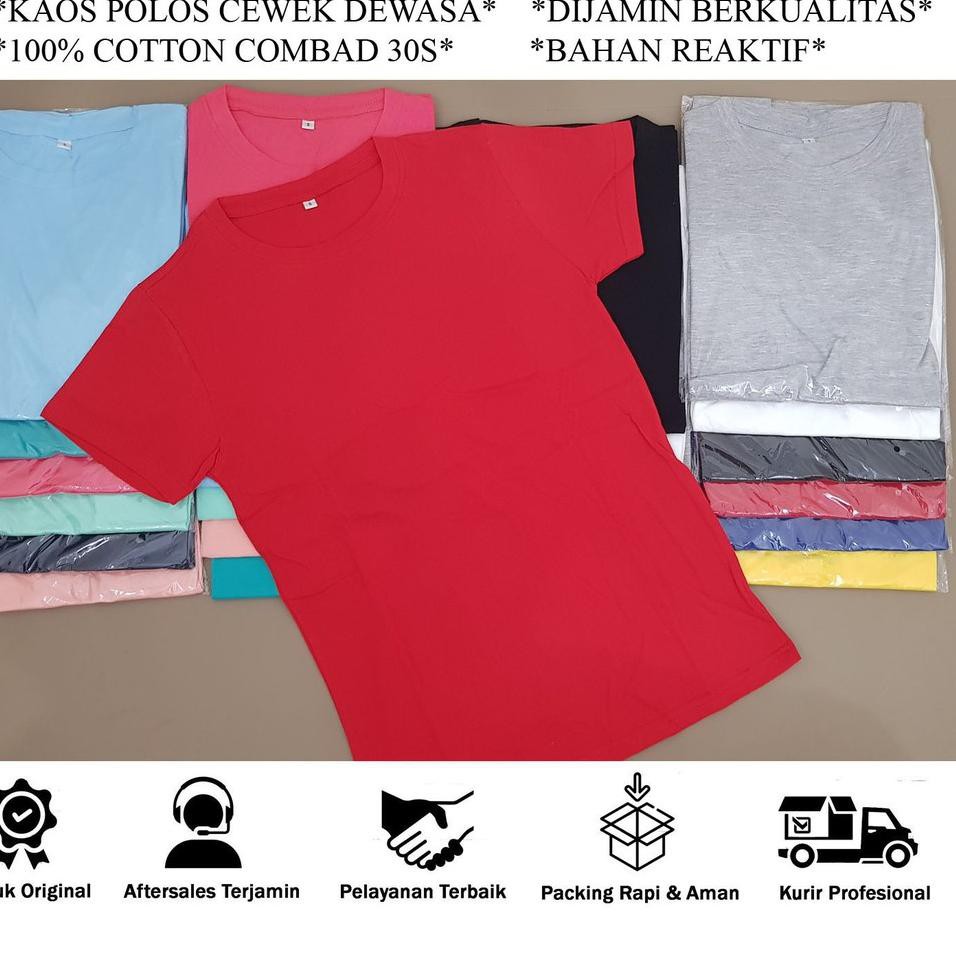 *KAOS POLOS CEWEK DEWASA* *DIJAMIN BERKUALITAS*
*100% COTTON COMBAD 30S* *BAHAN REAKTIF*
uk Original Aftersales Terjamin Pelayanan Terbaik Packing Rapi & Aman Kurir Profesional